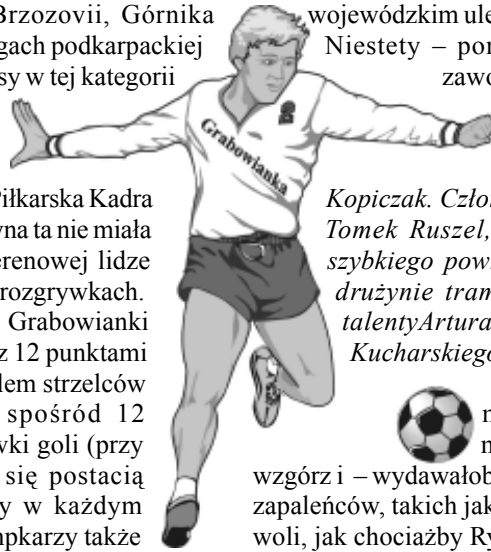 Brzozovii, Górnika
gach podkarpackiej
sy w tej kategorii
Piłkarska Kadra
yna ta nie miała
erenowej lidze
rozgrywkach.
Grabowianki
z 12 punktami
lem strzelców
spośród 12
wki goli (przy
się postacią
y w każdym
mpkarzy także
Grabowianka
wojewódzkim ule
Niestety – por
zawo
Kopiczak. Człon
Tomek Ruszel,
szybkiego pow
drużynie tram
talentyArtura
Kucharskiego
n
n
wzgórz i – wydawałob
zapaleńców, takich jak
woli, jak chociażby Ry